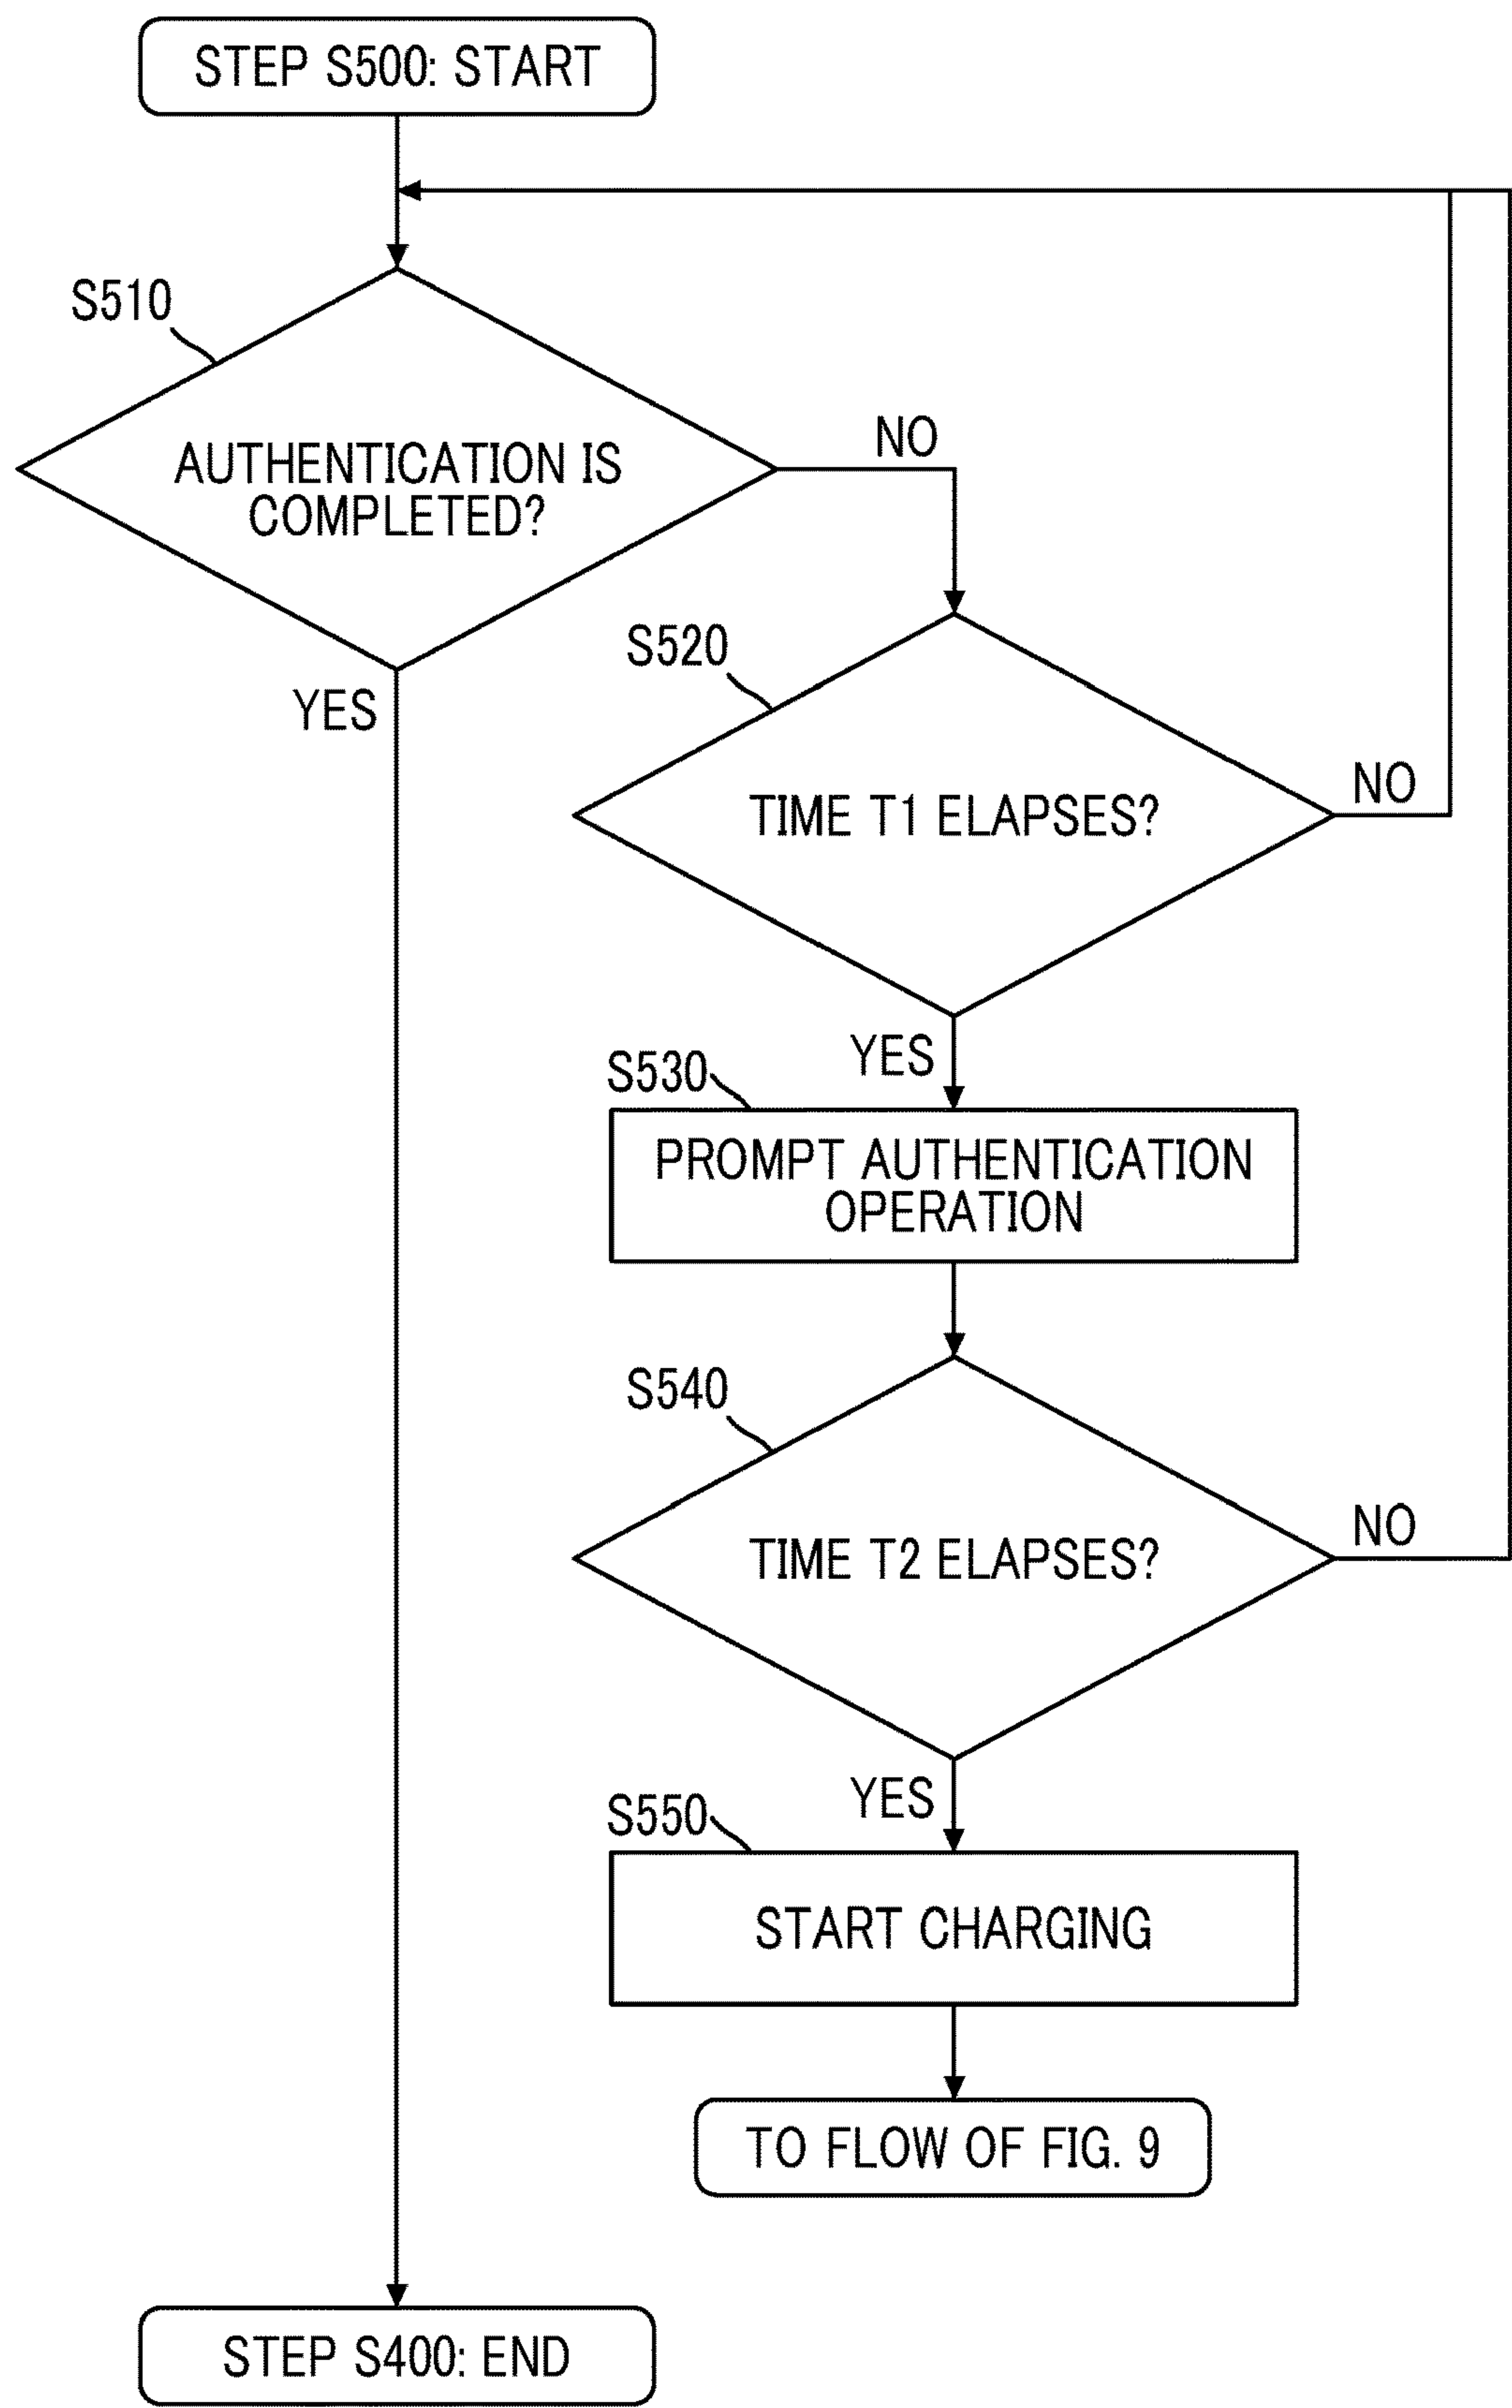 STEP S500: START
S510
AUTHENTICATION IS
COMPLETED?
NO
YES
S520
TIME T1 ELAPSES?
NO
YES
S530
PROMPT AUTHENTICATION
OPERATION
S540
TIME T2 ELAPSES?
NO
YES
S550
START CHARGING
TO FLOW OF FIG. 9
STEP S400: END